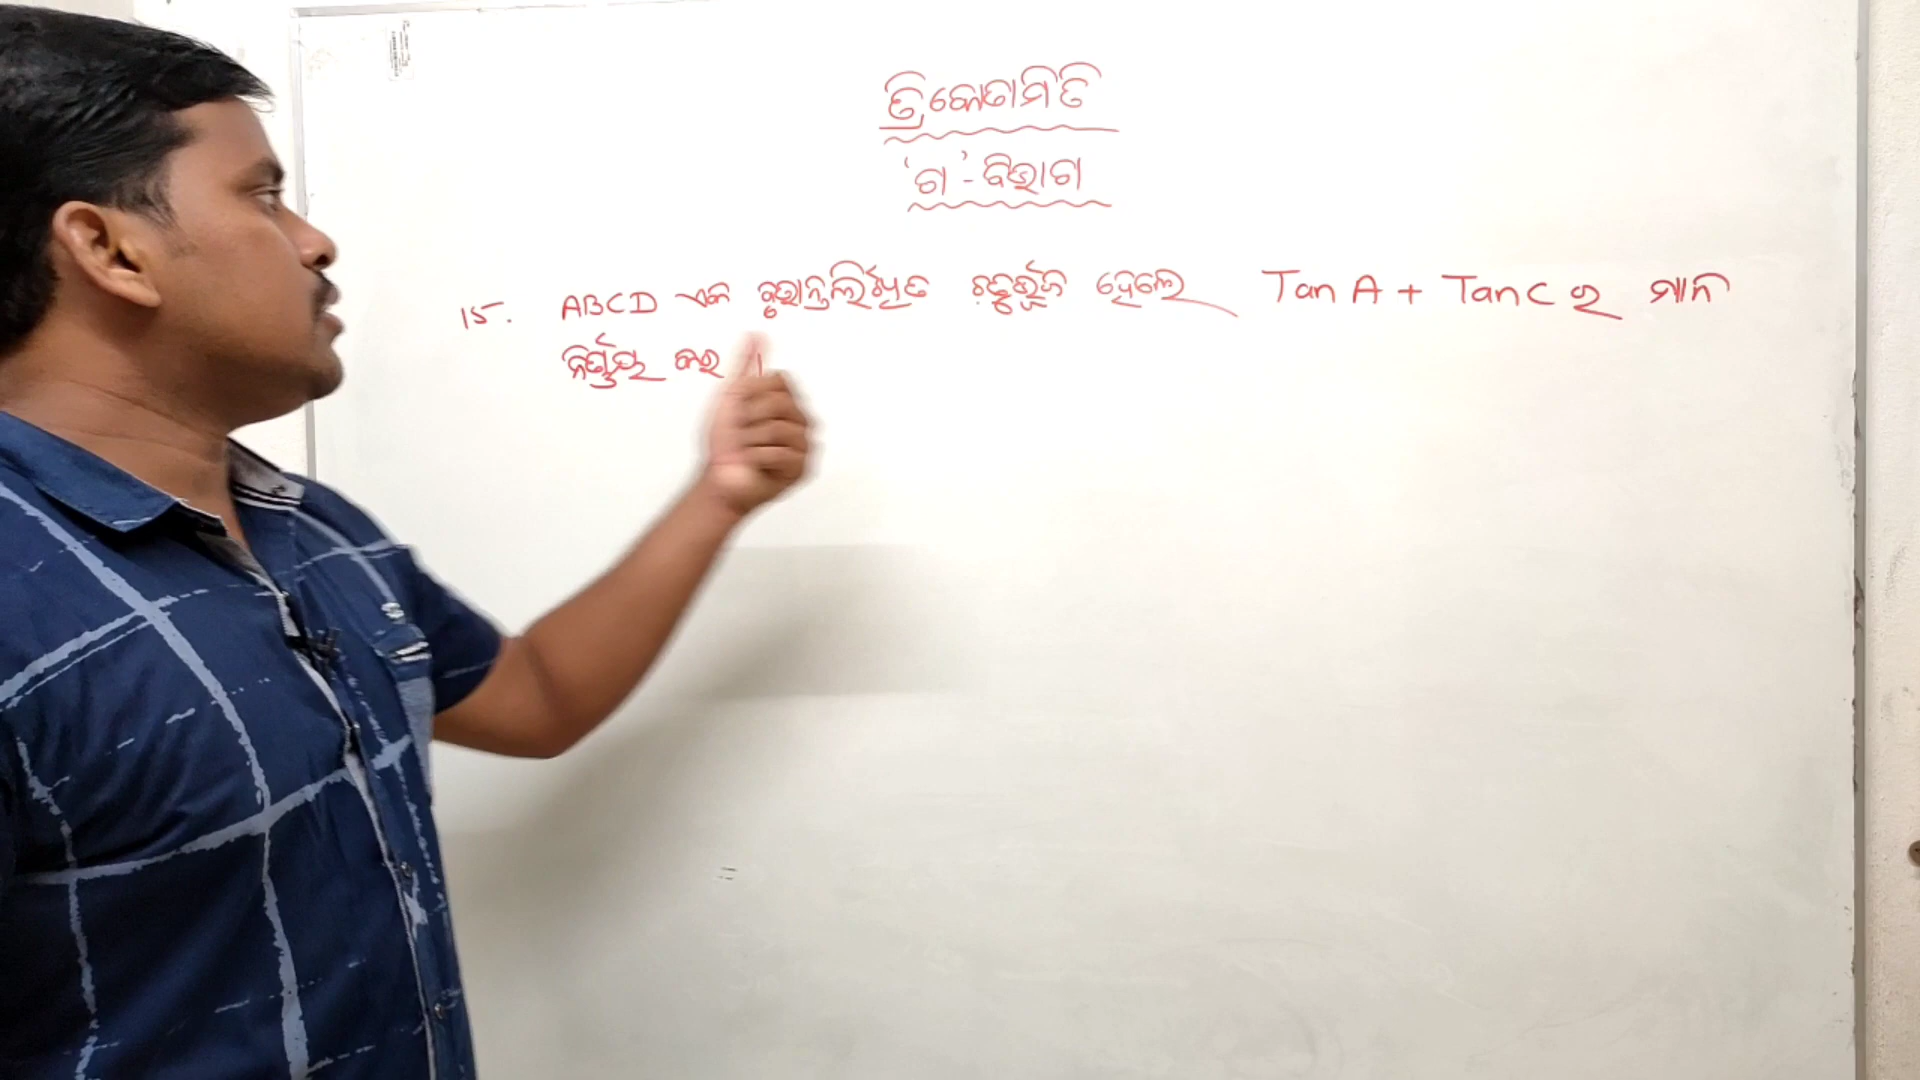 ତ୍ରିକୋଣମିତି
'ଗ'-ବିଭାଗ
15. ABCD ଏକ ବୃତ୍ତାନ୍ତର୍ଲିଖିତ ଚତୁର୍ଭୁଜ ହେଲେ Tan A + Tan C ର ମାନ
ନିର୍ଣ୍ଣୟ କର ।